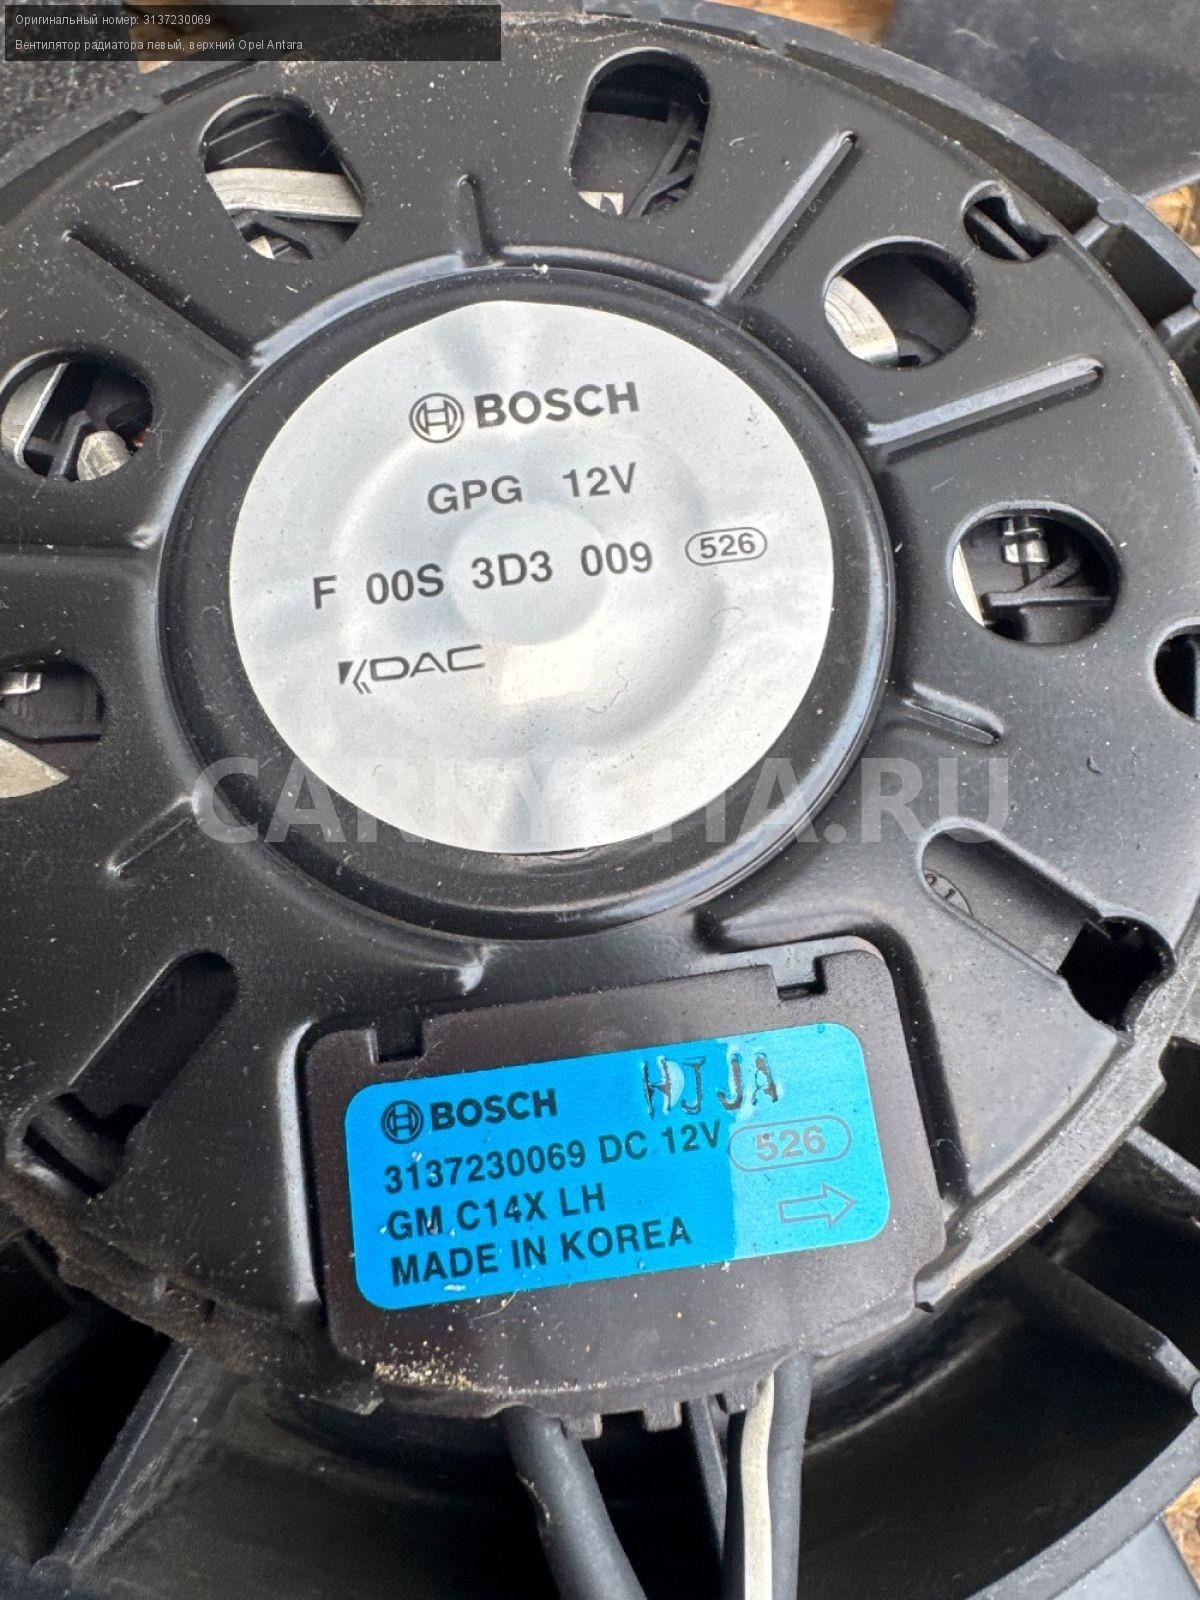 Оригинальный номер: 3137230069
Вентилятор радиатора левый, верхний Opel Antara
BOSCH
GPG 12V
F 00S 3D3 009 526
KDAC
BOSCH HJJA
3137230069 DC 12V 526
GM C14X LH
MADE IN KOREA